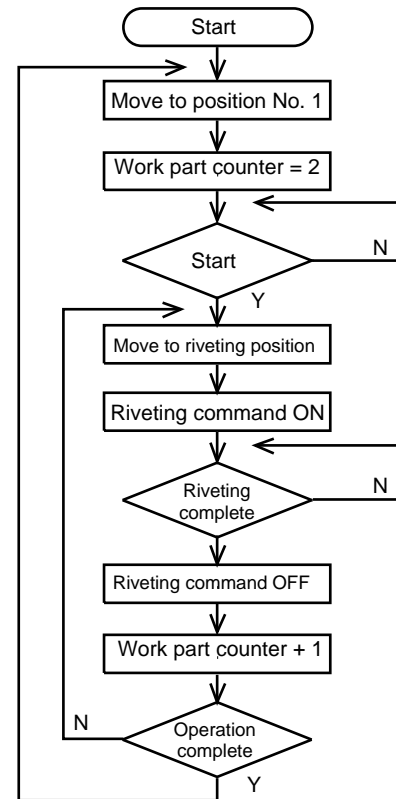 Start
Move to position No. 1
Work part counter = 2
Start
N
Y
Move to riveting position
Riveting command ON
Riveting
complete
N
Riveting command OFF
Work part counter + 1
N
Operation
complete
Y